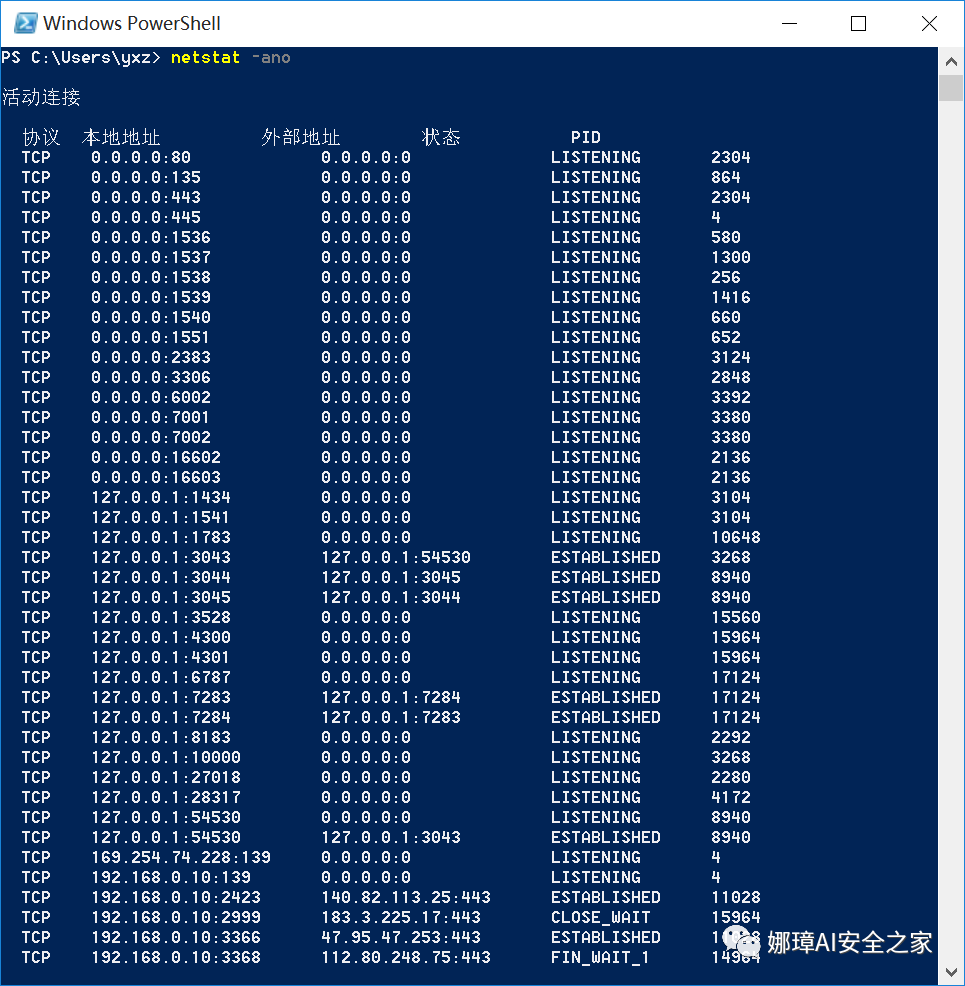 Windows PowerShell
PS C:\Users\yxz> netstat -ano
活动连接
协议 本地地址 外部地址 状态 PID
TCP 0.0.0.0:80 0.0.0.0:0 LISTENING 2304
TCP 0.0.0.0:135 0.0.0.0:0 LISTENING 864
TCP 0.0.0.0:443 0.0.0.0:0 LISTENING 2304
TCP 0.0.0.0:445 0.0.0.0:0 LISTENING 4
TCP 0.0.0.0:1536 0.0.0.0:0 LISTENING 580
TCP 0.0.0.0:1537 0.0.0.0:0 LISTENING 1300
TCP 0.0.0.0:1538 0.0.0.0:0 LISTENING 256
TCP 0.0.0.0:1539 0.0.0.0:0 LISTENING 1416
TCP 0.0.0.0:1540 0.0.0.0:0 LISTENING 660
TCP 0.0.0.0:1551 0.0.0.0:0 LISTENING 652
TCP 0.0.0.0:2383 0.0.0.0:0 LISTENING 3124
TCP 0.0.0.0:3306 0.0.0.0:0 LISTENING 2848
TCP 0.0.0.0:6002 0.0.0.0:0 LISTENING 3392
TCP 0.0.0.0:7001 0.0.0.0:0 LISTENING 3380
TCP 0.0.0.0:7002 0.0.0.0:0 LISTENING 3380
TCP 0.0.0.0:16602 0.0.0.0:0 LISTENING 2136
TCP 0.0.0.0:16603 0.0.0.0:0 LISTENING 2136
TCP 127.0.0.1:1434 0.0.0.0:0 LISTENING 3104
TCP 127.0.0.1:1541 0.0.0.0:0 LISTENING 3104
TCP 127.0.0.1:1783 0.0.0.0:0 LISTENING 10648
TCP 127.0.0.1:3043 127.0.0.1:54530 ESTABLISHED 3268
TCP 127.0.0.1:3044 127.0.0.1:3045 ESTABLISHED 8940
TCP 127.0.0.1:3045 127.0.0.1:3044 ESTABLISHED 8940
TCP 127.0.0.1:3528 0.0.0.0:0 LISTENING 15560
TCP 127.0.0.1:4300 0.0.0.0:0 LISTENING 15964
TCP 127.0.0.1:4301 0.0.0.0:0 LISTENING 15964
TCP 127.0.0.1:6787 0.0.0.0:0 LISTENING 17124
TCP 127.0.0.1:7283 127.0.0.1:7284 ESTABLISHED 17124
TCP 127.0.0.1:7284 127.0.0.1:7283 ESTABLISHED 17124
TCP 127.0.0.1:8183 0.0.0.0:0 LISTENING 2292
TCP 127.0.0.1:10000 0.0.0.0:0 LISTENING 3268
TCP 127.0.0.1:27018 0.0.0.0:0 LISTENING 2280
TCP 127.0.0.1:28317 0.0.0.0:0 LISTENING 4172
TCP 127.0.0.1:54530 0.0.0.0:0 LISTENING 8940
TCP 127.0.0.1:54530 127.0.0.1:3043 ESTABLISHED 8940
TCP 169.254.74.228:139 0.0.0.0:0 LISTENING 4
TCP 192.168.0.10:139 0.0.0.0:0 LISTENING 4
TCP 192.168.0.10:2423 140.82.113.25:443 ESTABLISHED 11028
TCP 192.168.0.10:2999 183.3.225.17:443 CLOSE_WAIT 15964
TCP 192.168.0.10:3366 47.95.47.253:443 ESTABLISHED
TCP 192.168.0.10:3368 112.80.248.75:443 FIN_WAIT_1 14964
娜璋AI安全之家